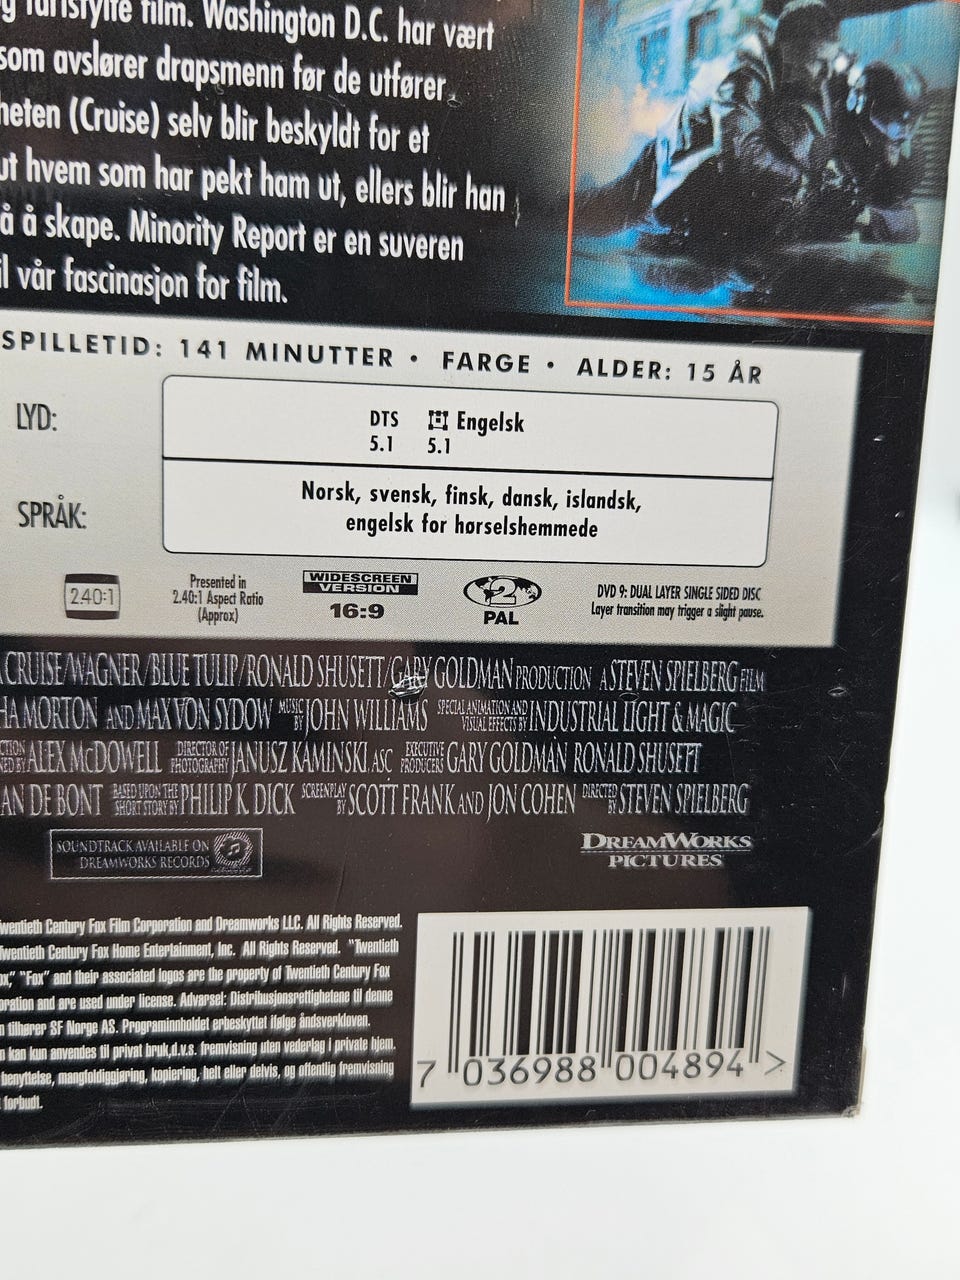 fartsfylte film. Washington D.C. har vært
som avslører drapsmenn før de utfører
heten (Cruise) selv blir beskyldt for et
ut hvem som har pekt ham ut, ellers blir han
å å skape. Minority Report er en suveren
il vår fascinasjon for film.
SPILLETID: 141 MINUTTER • FARGE • ALDER: 15 ÅR
LYD:
DTS Engelsk
5.1 5.1
SPRÅK:
Norsk, svensk, finsk, dansk, islandsk,
engelsk for hørselshemmede
2.40:1
Presented in
2.40:1 Aspect Ratio
(Approx)
WIDESCREEN
VERSION
16:9
2
PAL
DVD 9: DUAL LAYER SINGLE SIDED DISC
Layer transition may trigger a slight pause.
CRUISE/WAGNER/BLUE TULIP/RONALD SHUSETT/GARY GOLDMAN PRODUCTION A STEVEN SPIELBERG FILM
HA MORTON AND MAX VON SYDOW MUSIC BY JOHN WILLIAMS SPECIAL ANIMATION AND VISUAL EFFECTS BY INDUSTRIAL LIGHT & MAGIC
ALEX McDOWELL DIRECTOR OF PHOTOGRAPHY JANUSZ KAMINSKI, ASC EXECUTIVE PRODUCERS GARY GOLDMAN RONALD SHUSETT
AN DE BONT BASED UPON THE SHORT STORY BY PHILIP K. DICK SCREENPLAY BY SCOTT FRANK AND JON COHEN DIRECTED BY STEVEN SPIELBERG
SOUNDTRACK AVAILABLE ON
DREAMWORKS RECORDS
DREAMWORKS
PICTURES
wentieth Century Fox Film Corporation and Dreamworks LLC. All Rights Reserved.
wentieth Century Fox Home Entertainment, Inc. All Rights Reserved. "Twentieth
ox," "Fox" and their associated logos are the property of Twentieth Century Fox
oration and are used under license. Advarsel: Distribusjonsrettighetene til denne
n tilhører SF Norge AS. Programinnholdet erbeskyttet ifølge åndsverkloven.
n kan kun anvendes til privat bruk,d.v.s. fremvisning uten vederlag i private hjem.
benyttelse, mangfoldiggjøring, kopiering, helt eller delvis, og offentlig fremvisning
forbudt.
7 036988 004894 >